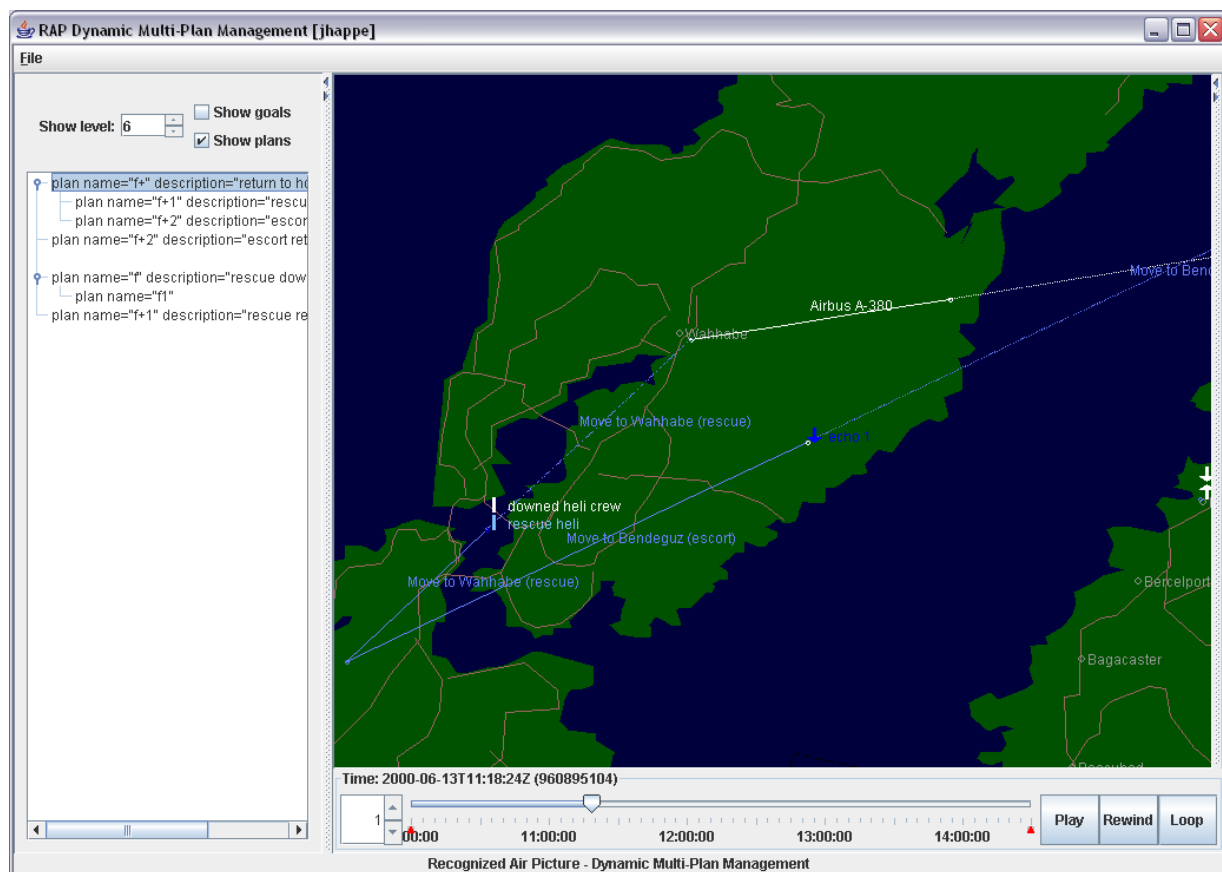 RAP Dynamic Multi-Plan Management [jhappe]
File
Show level: 6
Show goals
Show plans
plan name="f+" description="return to ho
plan name="f+1" description="rescu
plan name="f+2" description="escor
plan name="f+2" description="escort ret
plan name="f" description="rescue dow
plan name="f1"
plan name="f+1" description="rescue re
Move to Bend
Airbus A-380
Wahhabe
Move to Wahhabe (rescue)
echo 1
downed heli crew
rescue heli
Move to Bendeguz (escort)
Move to Wahhabe (rescue)
Bercelport
Bagacaster
Time: 2000-06-13T11:18:24Z (960895104)
1
00:00
11:00:00
12:00:00
13:00:00
14:00:00
Play
Rewind
Loop
Recognized Air Picture - Dynamic Multi-Plan Management